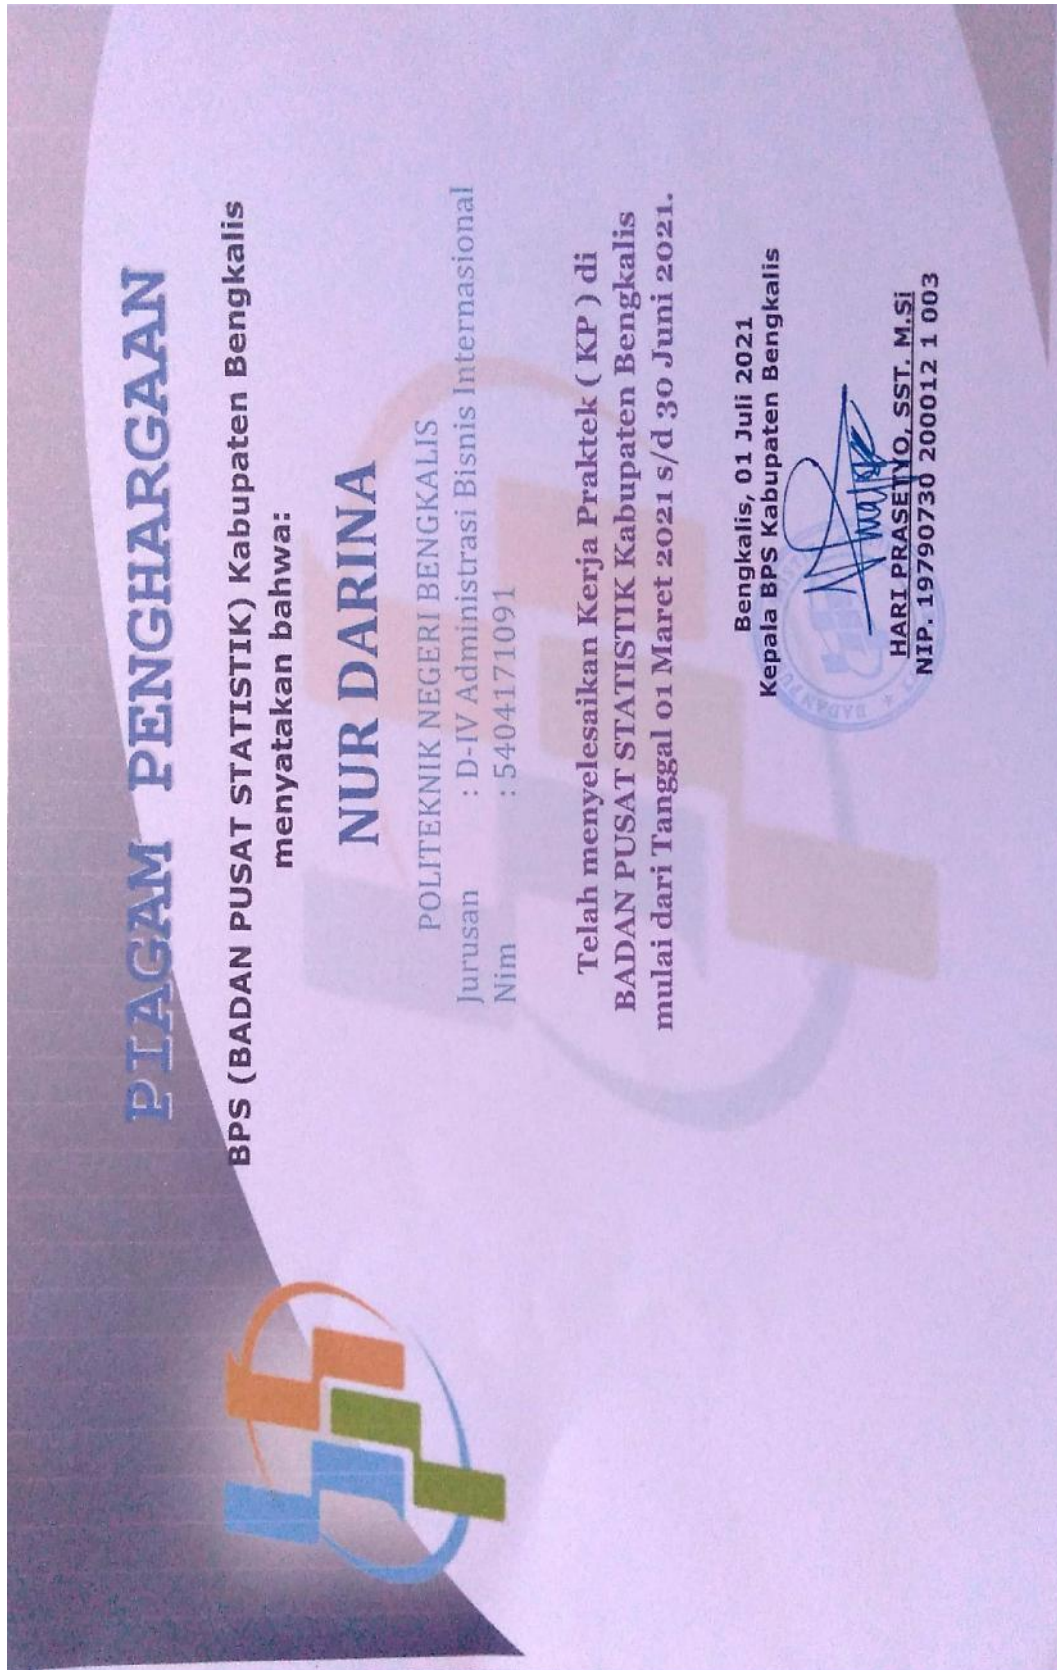 PIAGAM PENGHARGAAN
BPS (BADAN PUSAT STATISTIK) Kabupaten Bengkalis
menyatakan bahwa:
NUR DARINA
POLITEKNIK NEGERI BENGKALIS
Jurusan : D-IV Administrasi Bisnis Internasional
Nim : 5404171091
Telah menyelesaikan Kerja Praktek ( KP ) di
BADAN PUSAT STATISTIK Kabupaten Bengkalis
mulai dari Tanggal 01 Maret 2021 s/d 30 Juni 2021.
Bengkalis, 01 Juli 2021
Kepala BPS Kabupaten Bengkalis
BADAN
HARI PRASETYO, SST. M.Si
NIP. 19790730 200012 1 003